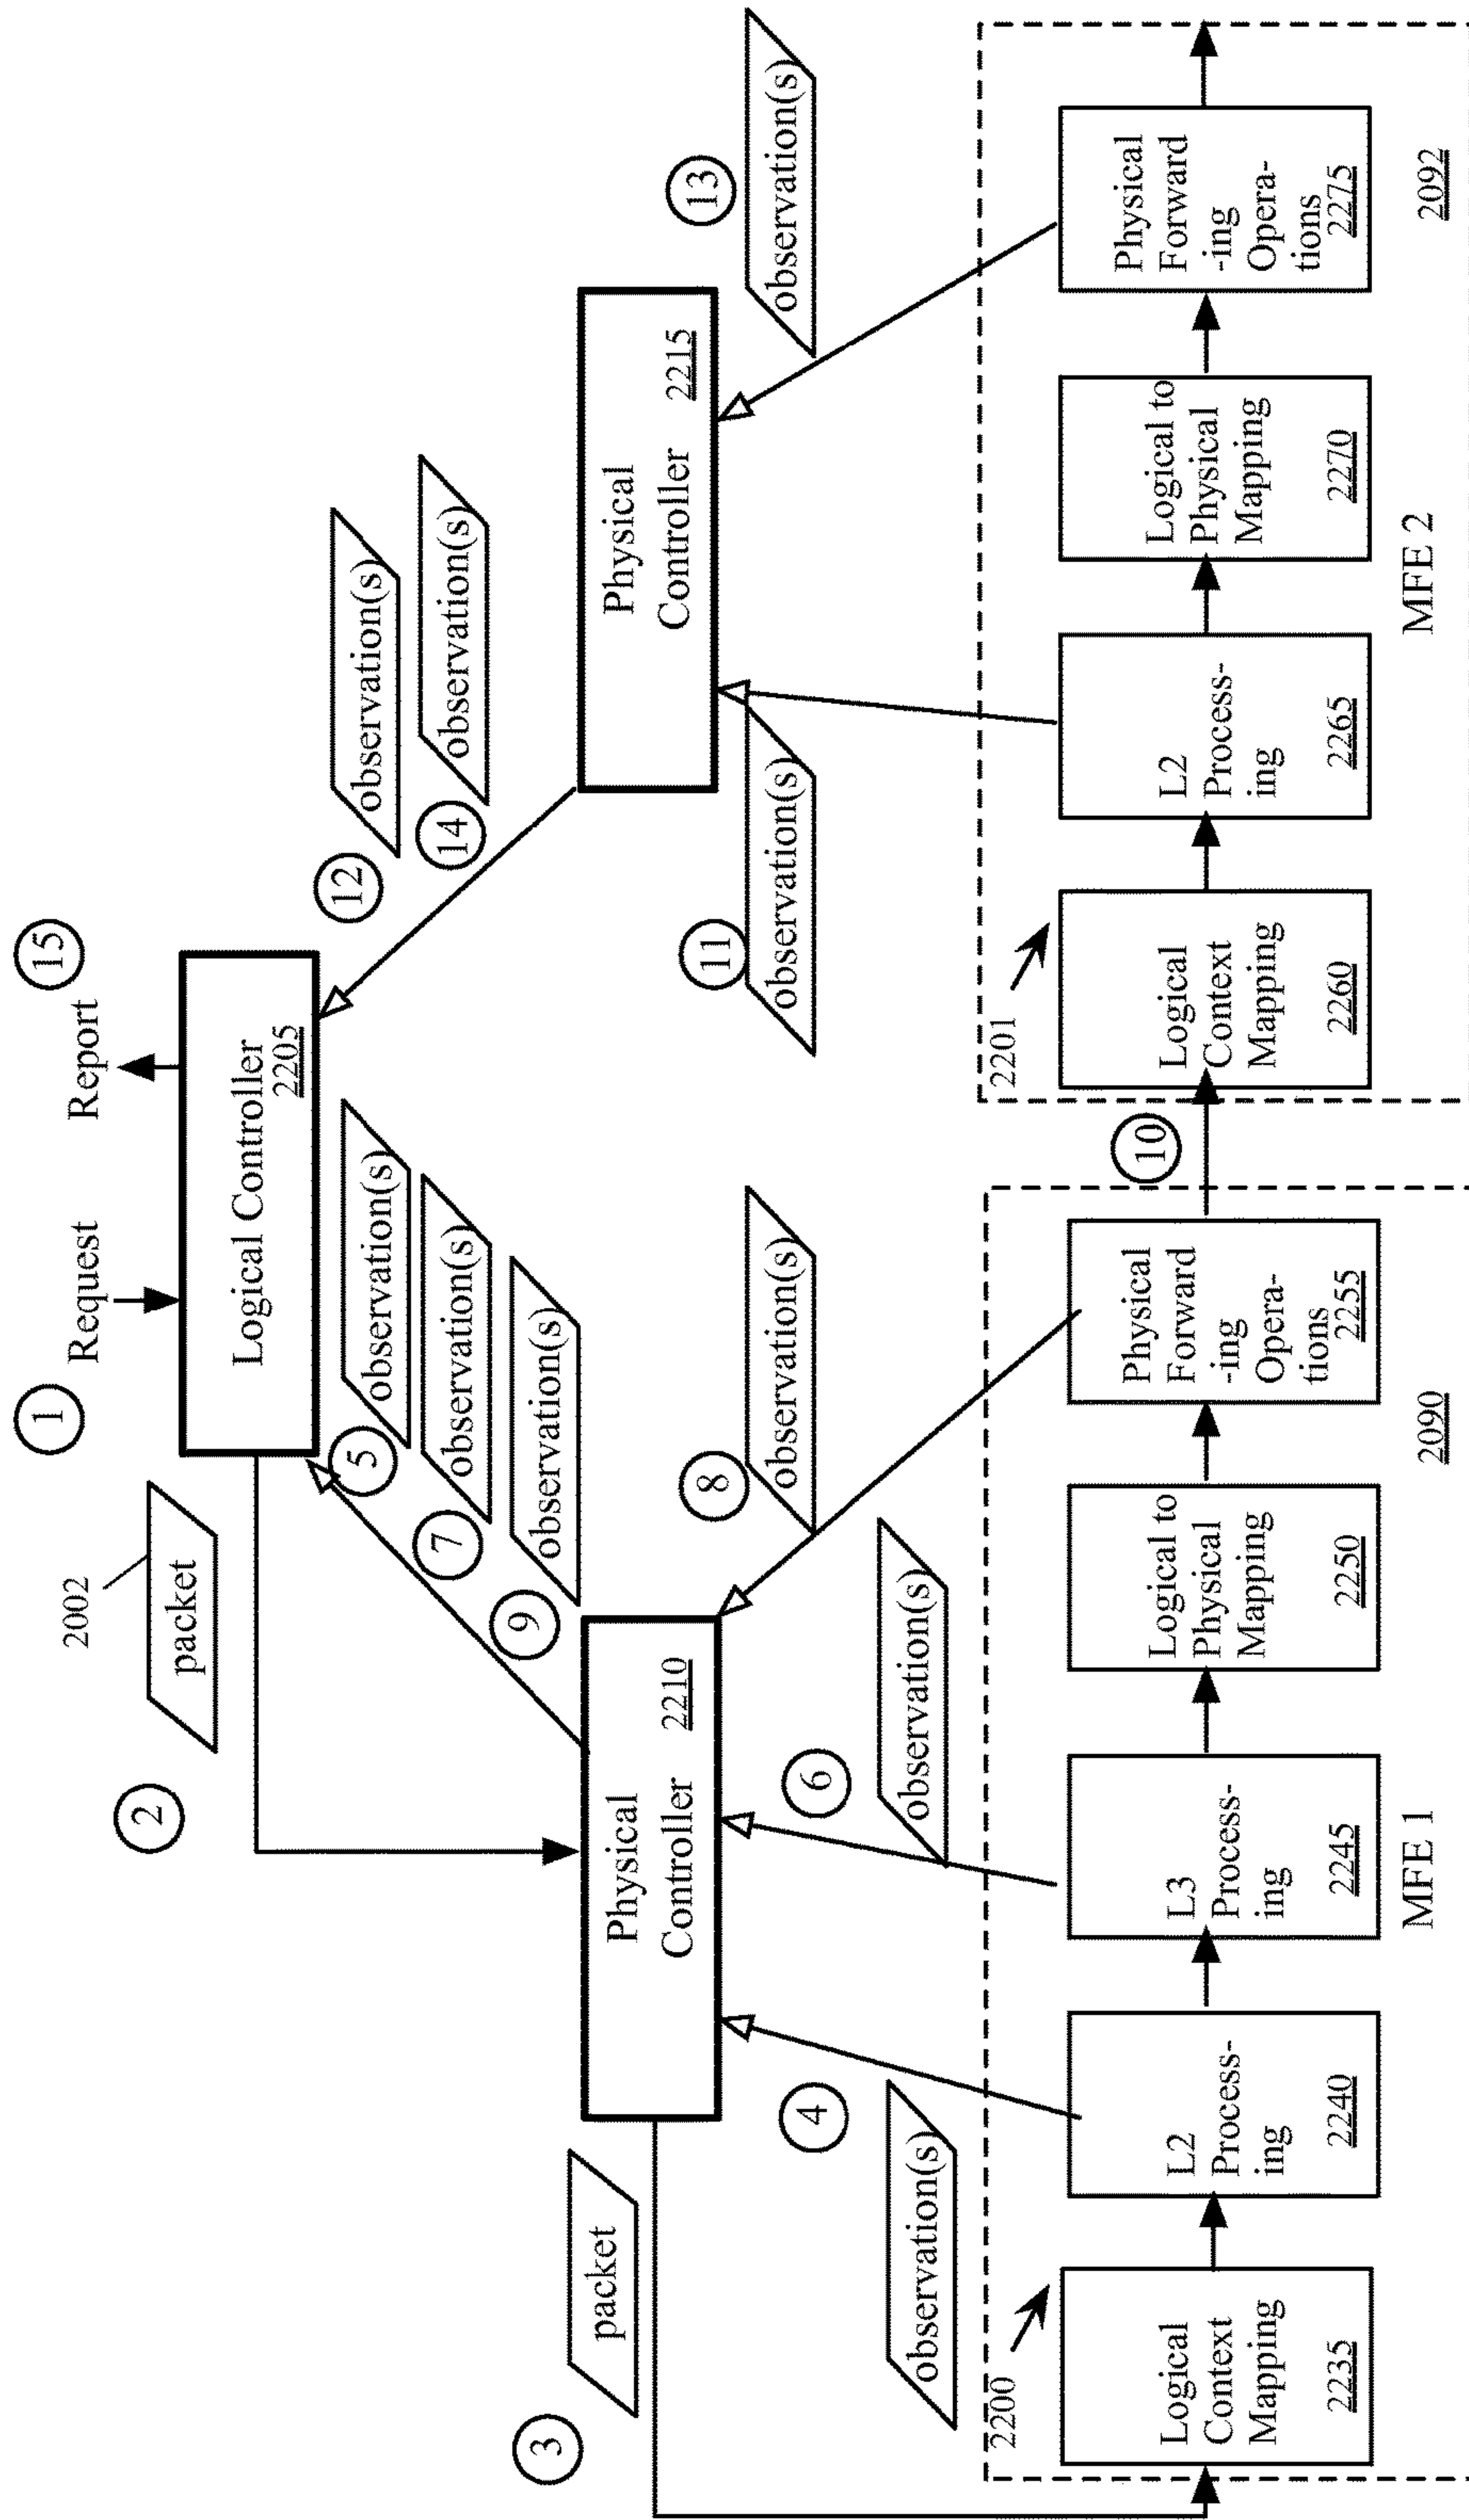 1
Request
Report
15
Logical Controller
2205
2
2002
packet
5
observation(s)
7
observation(s)
9
observation(s)
12
observation(s)
14
observation(s)
3
packet
Physical
Controller
2210
Physical
Controller
2215
4
observation(s)
6
observation(s)
8
observation(s)
11
observation(s)
13
observation(s)
2200
Logical
Context
Mapping
2235
L2
Process-
ing
2240
L3
Process-
ing
2245
Logical to
Physical
Mapping
2250
Physical
Forward
-ing
Opera-
tions
2255
10
2201
Logical
Context
Mapping
2260
L2
Process-
ing
2265
Logical to
Physical
Mapping
2270
Physical
Forward
-ing
Opera-
tions
2275
MFE 1
2090
MFE 2
2092